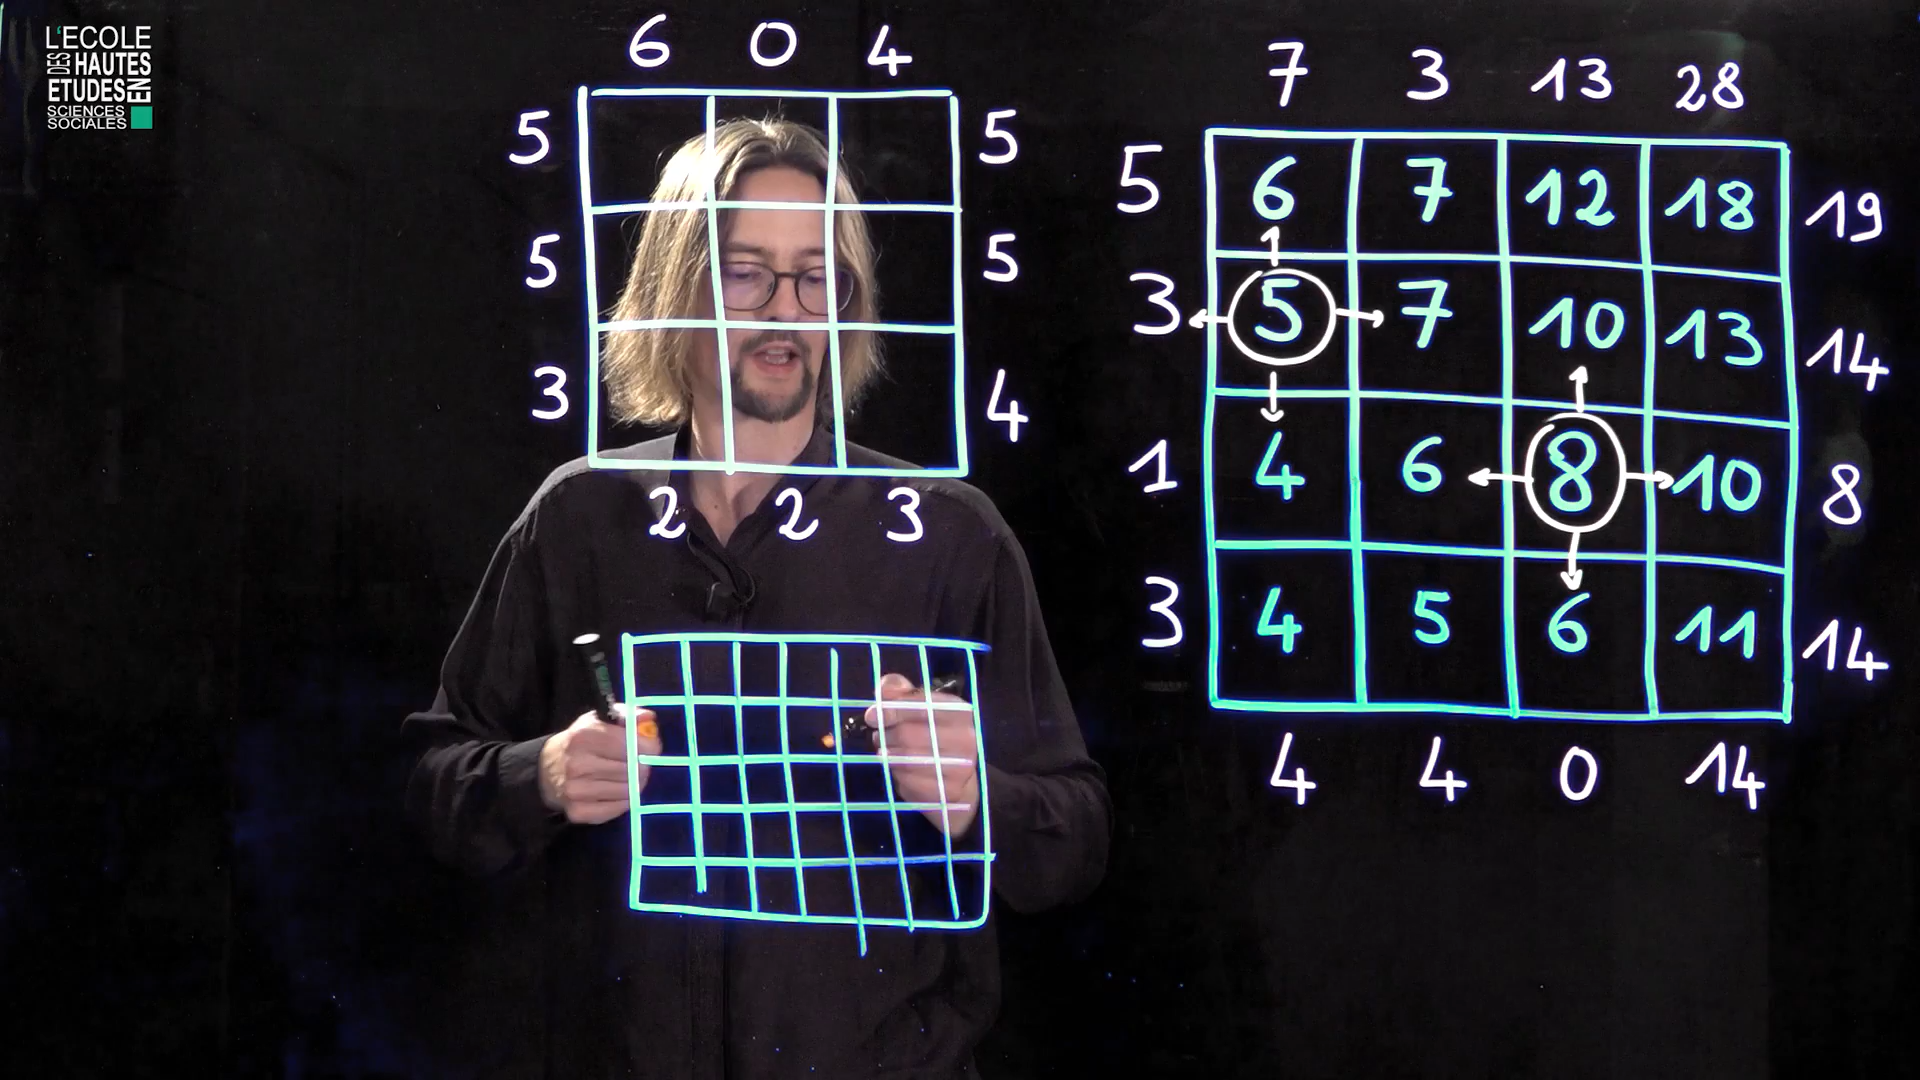 L'ECOLE
DES HAUTES
ETUDES EN
SCIENCES
SOCIALES
6 0 4
5 5
5 5
3 4
2 2 3
7 3 13 28
5 6 7 12 18 19
3 5 7 10 13 14
1 4 6 8 10 8
3 4 5 6 11 14
4 4 0 14